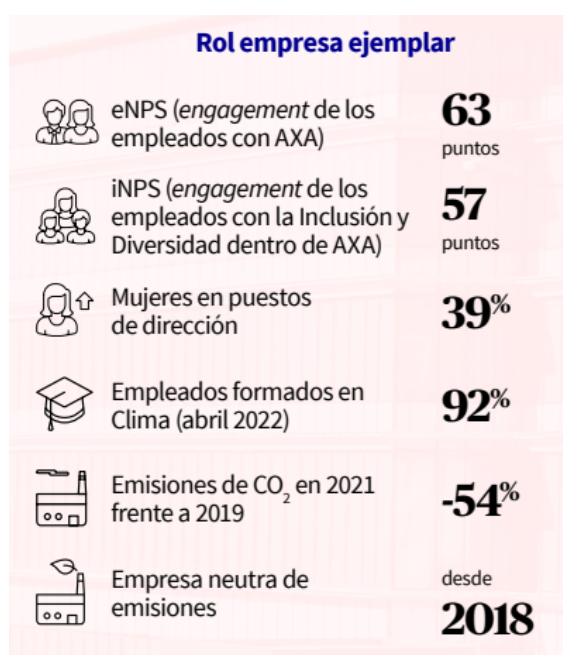 Rol empresa ejemplar
eNPS (engagement de los
empleados con AXA)
63
puntos
iNPS (engagement de los
empleados con la Inclusión y
Diversidad dentro de AXA)
57
puntos
Mujeres en puestos
de dirección
39%
Empleados formados en
Clima (abril 2022)
92%
Emisiones de CO₂ en 2021
frente a 2019
-54%
Empresa neutra de
emisiones
desde
2018